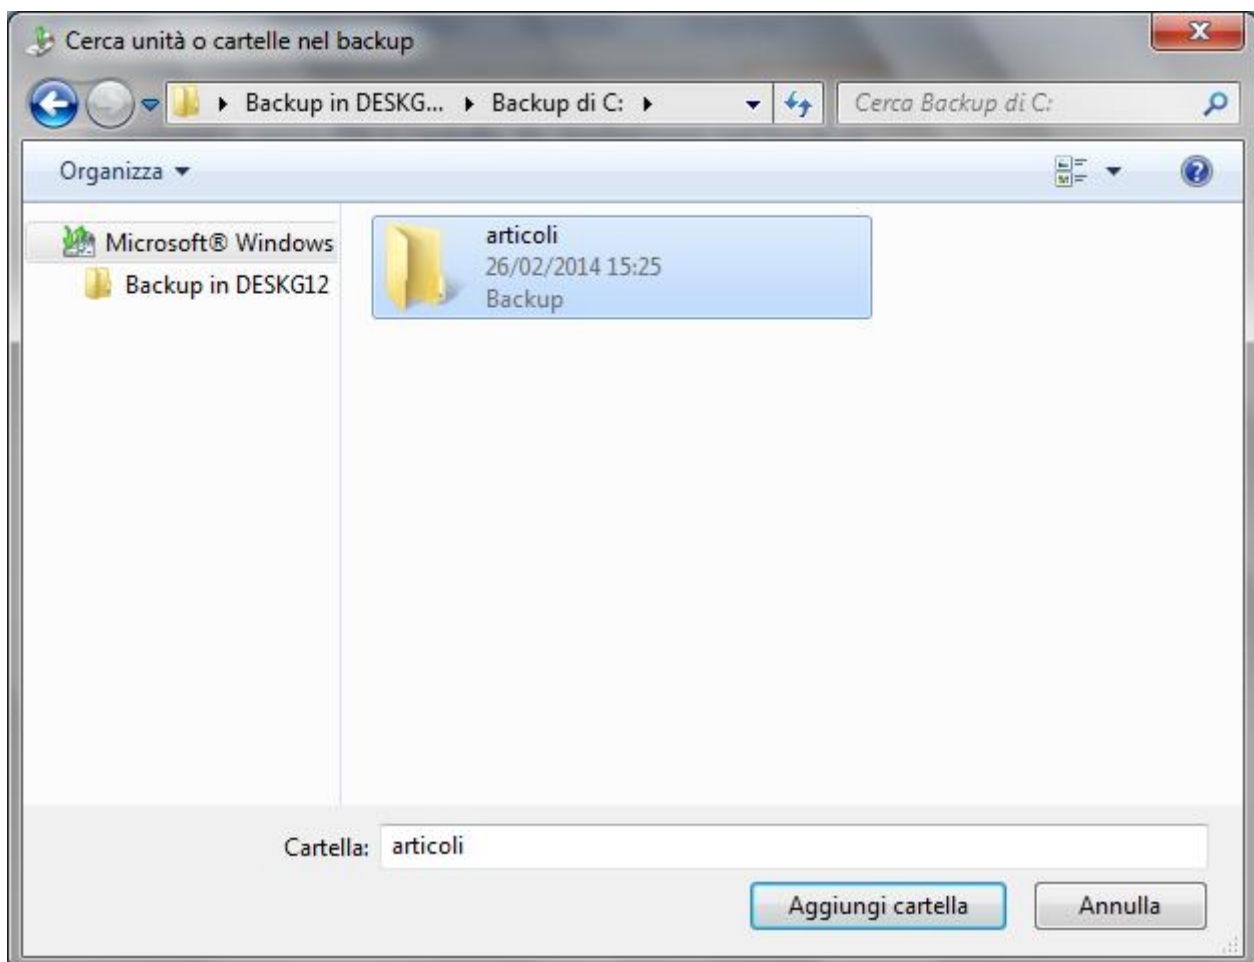 Cerca unità o cartelle nel backup
Backup in DESKG... Backup di C:
Cerca Backup di C:
Organizza
Microsoft® Windows
Backup in DESKG12
articoli
26/02/2014 15:25
Backup
Cartella: articoli
Aggiungi cartella Annulla